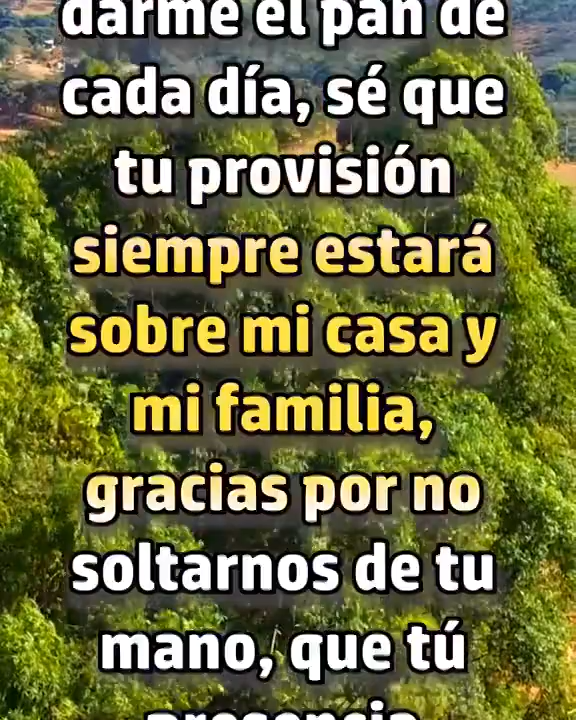 darme el pan de
cada día, sé que
tu provisión
siempre estará
sobre mi casa y
mi familia,
gracias por no
soltarnos de tu
mano, que tú
presencia